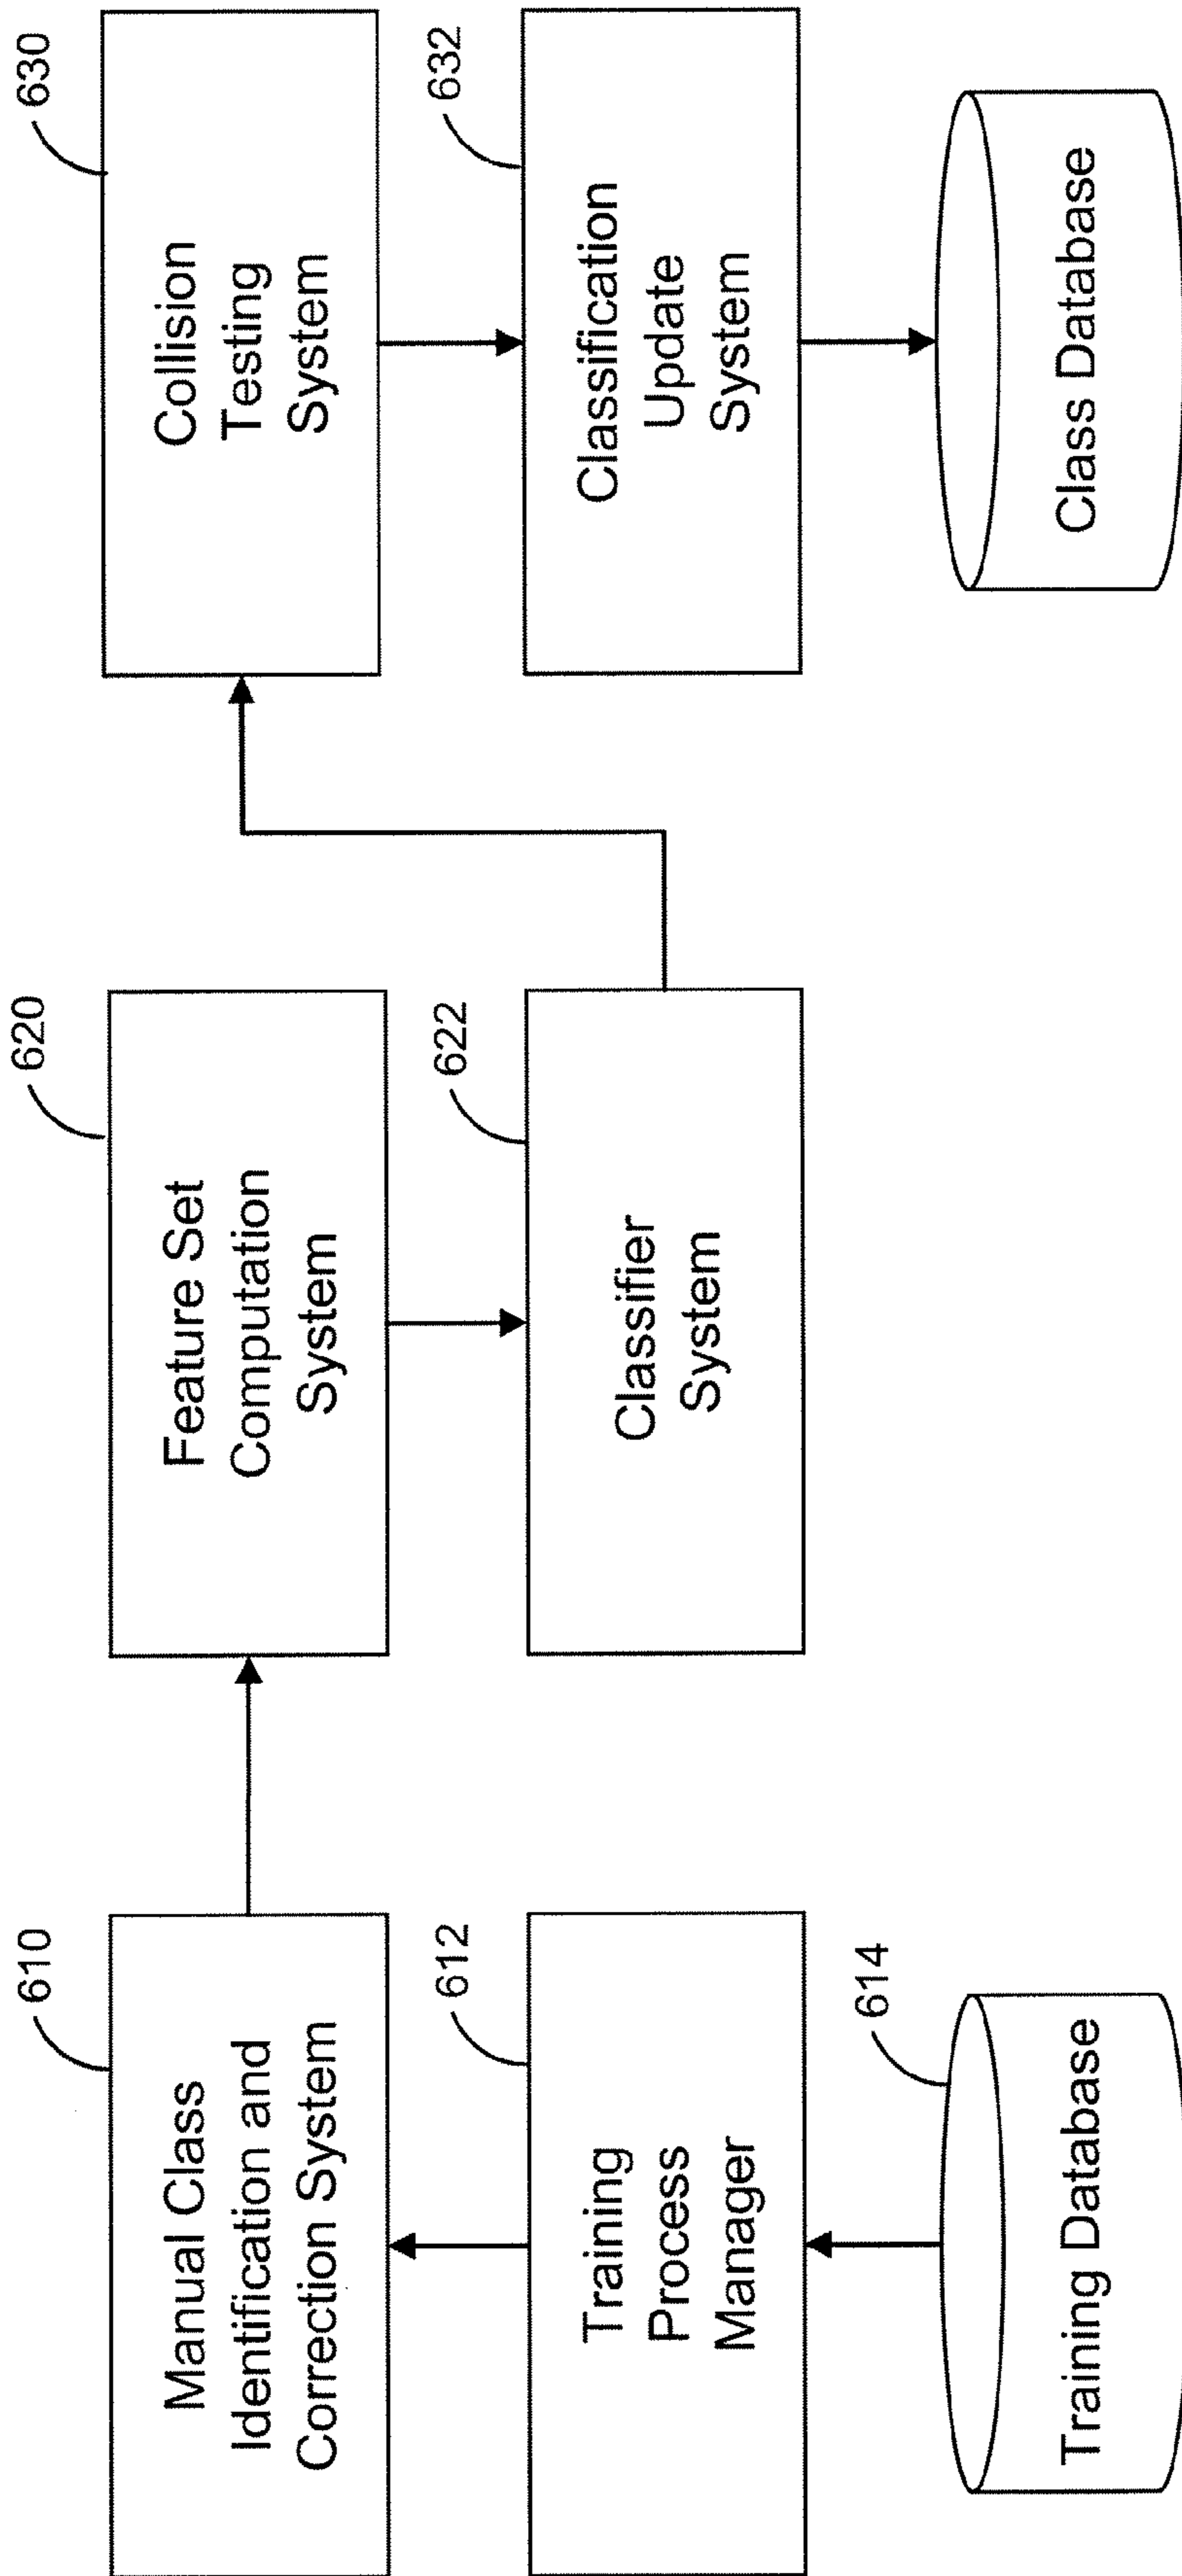 610
Manual Class
Identification and
Correction System
612
Training
Process
Manager
614
Training Database
620
Feature Set
Computation
System
622
Classifier
System
630
Collision
Testing
System
632
Classification
Update
System
Class Database